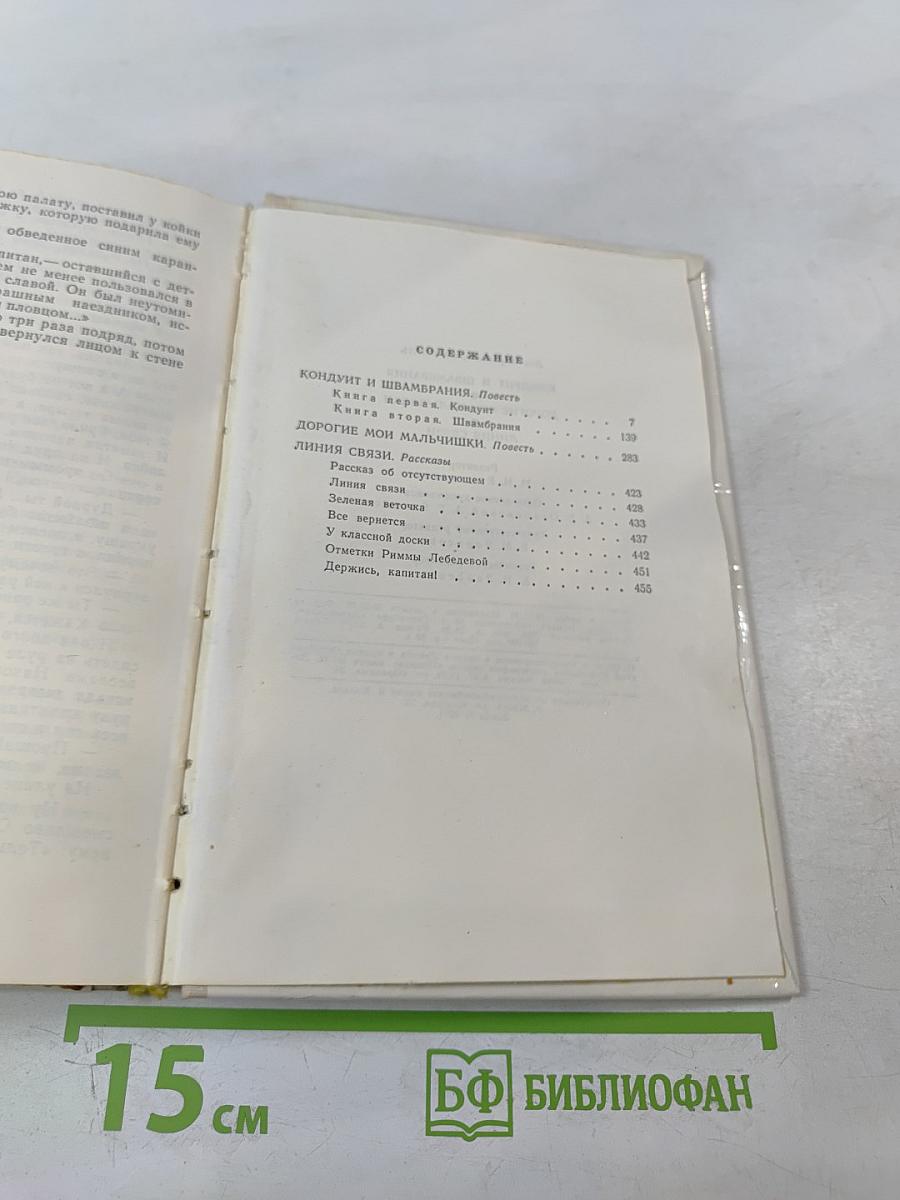 ою палату, поставил у койки
жку, которую подарила ему
обведенное синим каран-
питан,— оставшийся с дет-
ем не менее пользовался в
славой. Он был неутоми-
рашным наездником, ис-
пловцом...»
о три раза подряд, потом
вернулся лицом к стене
СОДЕРЖАНИЕ
КОНДУИТ И ШВАМБРАНИЯ. Повесть
Книга первая. Кондуит . . . . . . . 7
Книга вторая. Швамбрания . . . . . . 139
ДОРОГИЕ МОИ МАЛЬЧИШКИ. Повесть . . . . . . 283
ЛИНИЯ СВЯЗИ. Рассказы
Рассказ об отсутствующем . . . . . . . . 423
Линия связи . . . . . . . . . . . 428
Зеленая веточка . . . . . . . . . . 433
Все вернется . . . . . . . . . . . 437
У классной доски . . . . . . . . . . 442
Отметки Риммы Лебедевой . . . . . . . . 451
Держись, капитан! . . . . . . . . . . 455
15 см
БФ БИБЛИОФАН